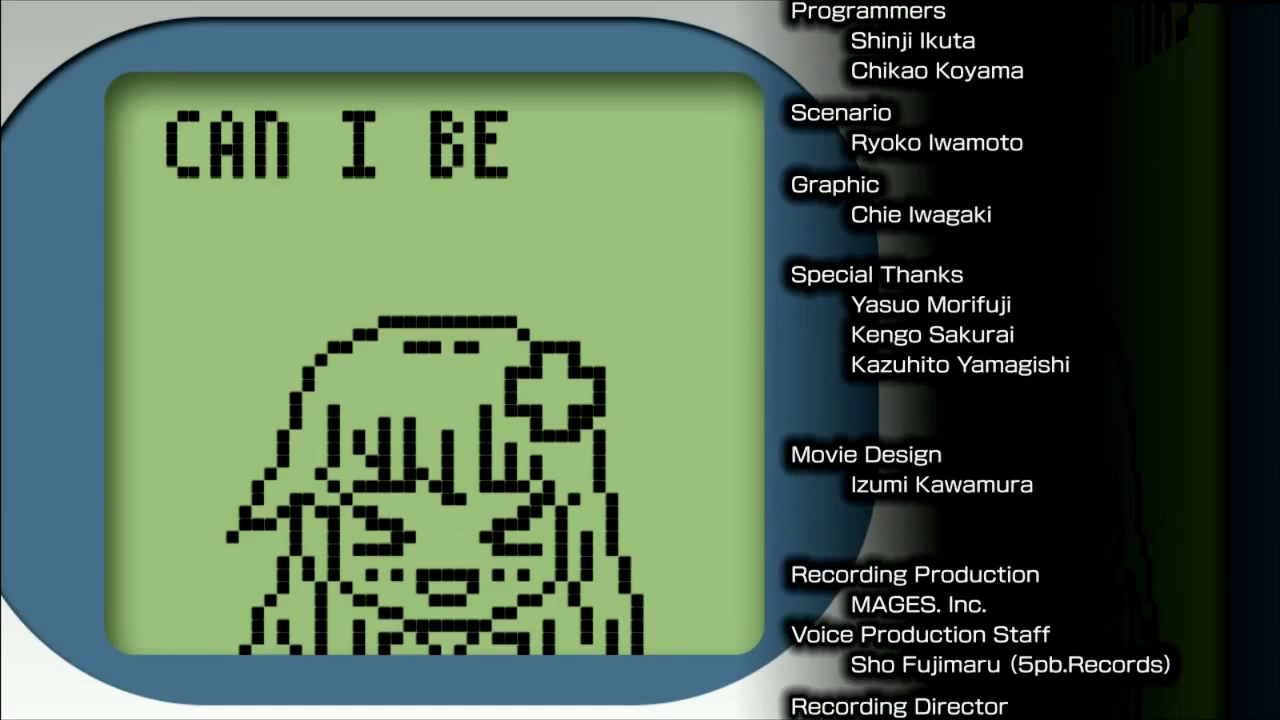 CAN I BE
Programmers
Shinji Ikuta
Chikao Koyama
Scenario
Ryoko Iwamoto
Graphic
Chie Iwagaki
Special Thanks
Yasuo Morifuji
Kengo Sakurai
Kazuhito Yamagishi
Movie Design
Izumi Kawamura
Recording Production
MAGES. Inc.
Voice Production Staff
Sho Fujimaru (5pb.Records)
Recording Director